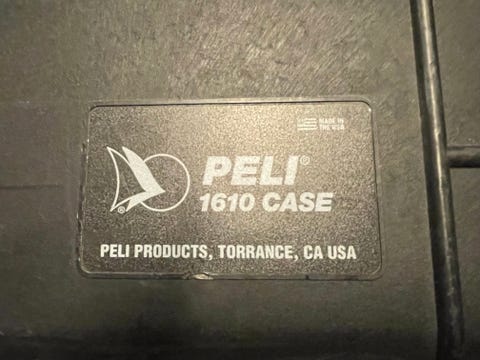 MADE IN
THE USA
PELI®
1610 CASE
®
PELI PRODUCTS, TORRANCE, CA USA